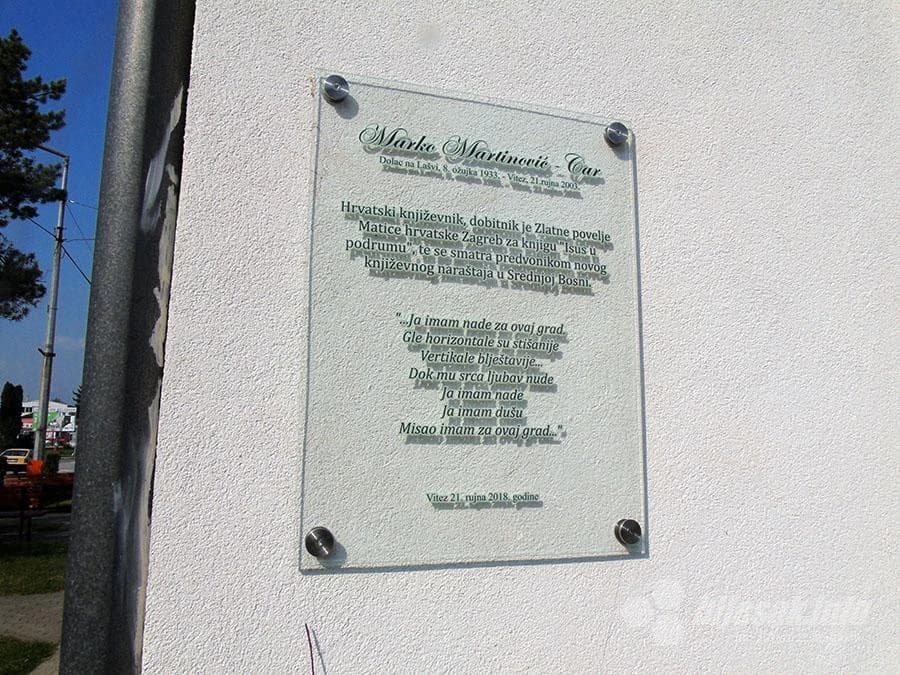 Marko Martinović - Car
Dolac na Lašvi, 8. ožujka 1933. - Vitez, 21.rujna 2003.
Hrvatski književnik, dobitnik je Zlatne povelje
Matice hrvatske Zagreb za knjigu "Isus u
podrumu", te se smatra predvonikom novog
književnog naraštaja u Srednjoj Bosni.
"...Ja imam nade za ovaj grad
Gle horizontale su stišanije
Vertikale blještavije...
Dok mu srca ljubav nude
Ja imam nade
Ja imam dušu
Misao imam za ovaj grad..."
Vitez 21. rujna 2018. godine
Bljesak.info